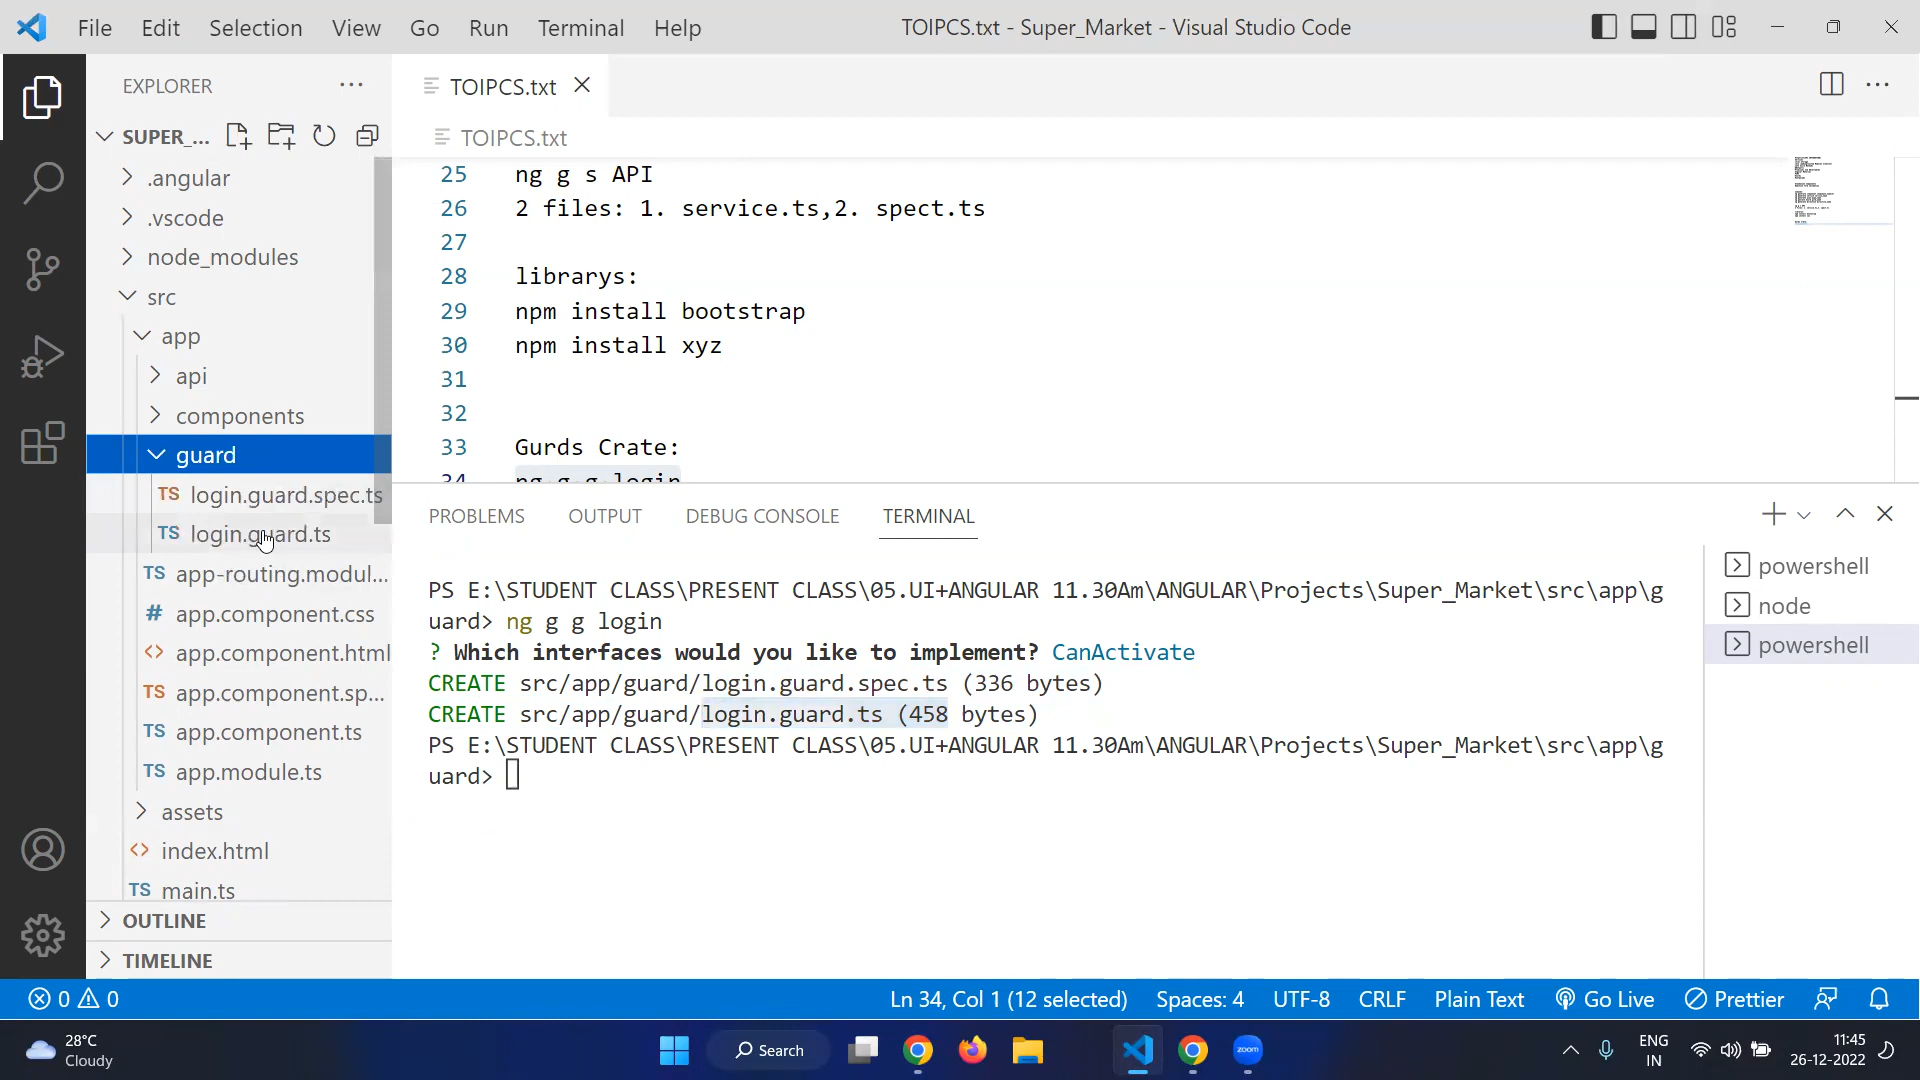 File Edit Selection View Go Run Terminal Help
TOIPCS.txt - Super_Market - Visual Studio Code
EXPLORER
SUPER_...
.angular
.vscode
node_modules
src
app
api
components
guard
TS login.guard.spec.ts
TS login.guard.ts
TS app-routing.modul...
# app.component.css
<> app.component.html
TS app.component.sp...
TS app.component.ts
TS app.module.ts
assets
<> index.html
TS main.ts
OUTLINE
TIMELINE
TOIPCS.txt
TOIPCS.txt
25 ng g s API
26 2 files: 1. service.ts,2. spect.ts
27
28 librarys:
29 npm install bootstrap
30 npm install xyz
31
32
33 Gurds Crate:
34 ng g g login
PROBLEMS OUTPUT DEBUG CONSOLE TERMINAL
PS E:\STUDENT CLASS\PRESENT CLASS\05.UI+ANGULAR 11.30Am\ANGULAR\Projects\Super_Market\src\app\g
uard> ng g g login
? Which interfaces would you like to implement? CanActivate
CREATE src/app/guard/login.guard.spec.ts (336 bytes)
CREATE src/app/guard/login.guard.ts (458 bytes)
PS E:\STUDENT CLASS\PRESENT CLASS\05.UI+ANGULAR 11.30Am\ANGULAR\Projects\Super_Market\src\app\g
uard>
powershell
node
powershell
0 0
Ln 34, Col 1 (12 selected) Spaces: 4 UTF-8 CRLF Plain Text Go Live Prettier
28°C
Cloudy
Search
zoom
ENG
IN
11:45
26-12-2022